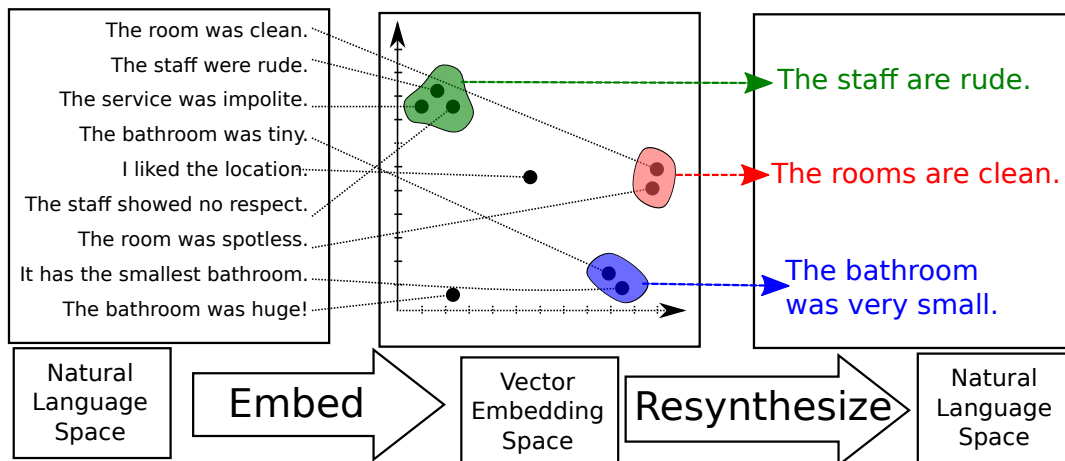 The room was clean.
The staff were rude.
The service was impolite.
The bathroom was tiny.
I liked the location.
The staff showed no respect.
The room was spotless.
It has the smallest bathroom.
The bathroom was huge!
The staff are rude.
The rooms are clean.
The bathroom
was very small.
Natural
Language
Space
Embed
Vector
Embedding
Space
Resynthesize
Natural
Language
Space